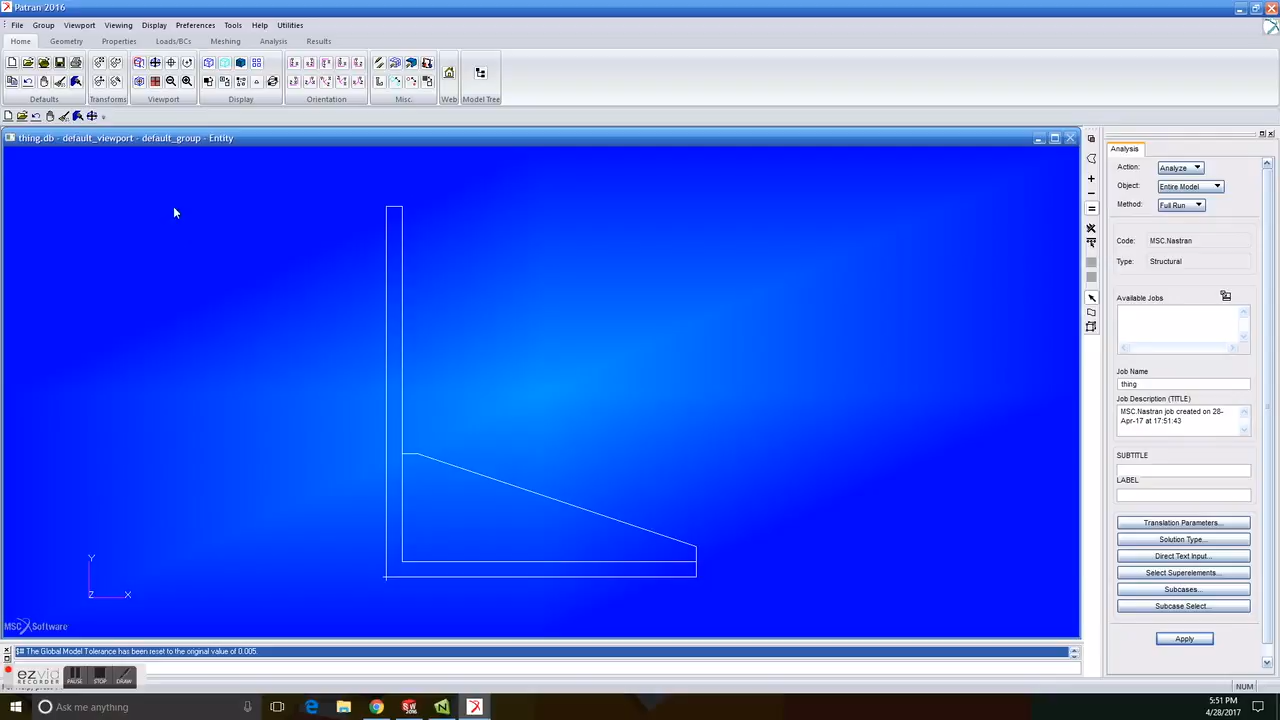 Patran 2016
File Group Viewport Viewing Display Preferences Tools Help Utilities
Home Geometry Properties Loads/BCs Meshing Analysis Results
Defaults Transforms Viewport Display Orientation Misc. Web Model Tree
thing.db - default_viewport - default_group - Entity
Analysis
Action: Analyze
Object: Entire Model
Method: Full Run
Code: MSC.Nastran
Type: Structural
Available Jobs
Job Name
thing
Job Description (TITLE)
MSC.Nastran job created on 28-
Apr-17 at 17:51:43
SUBTITLE
LABEL
Translation Parameters...
Solution Type...
Direct Text Input...
Select Superelements...
Subcases...
Subcase Select...
Apply
Y
Z X
MSC Software
$# The Global Model Tolerance has been reset to the original value of 0.005.
ezvid
RECORDER
PAUSE STOP DRAW
NUM
Ask me anything
5:51 PM
4/28/2017